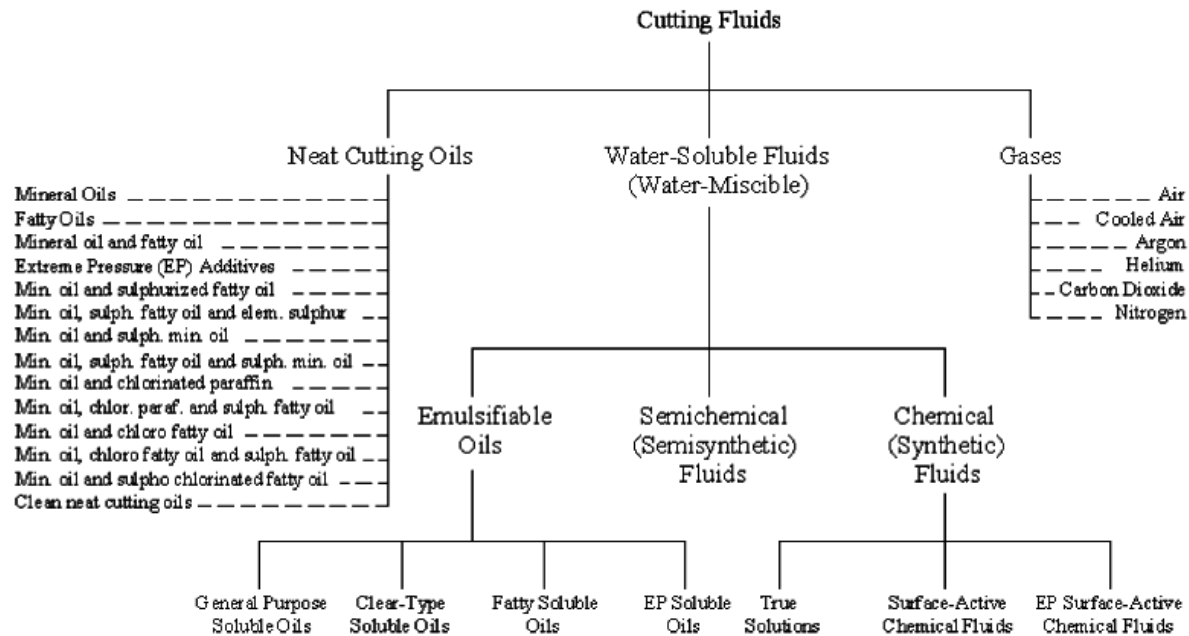 Cutting Fluids
Neat Cutting Oils
Water-Soluble Fluids
(Water-Miscible)
Gases
Mineral Oils
Fatty Oils
Mineral oil and fatty oil
Extreme Pressure (EP) Additives
Min. oil and sulphurized fatty oil
Min. oil, sulph. fatty oil and elem. sulphur
Min. oil and sulph. min. oil
Min. oil, sulph. fatty oil and sulph. min. oil
Min. oil and chlorinated paraffin
Min. oil, chlor. paraf. and sulph. fatty oil
Min. oil and chloro fatty oil
Min. oil, chloro fatty oil and sulph. fatty oil
Min. oil and sulpho chlorinated fatty oil
Clean neat cutting oils
Air
Cooled Air
Argon
Helium
Carbon Dioxide
Nitrogen
Emulsifiable
Oils
Semichemical
(Semisynthetic)
Fluids
Chemical
(Synthetic)
Fluids
General Purpose
Soluble Oils
Clear-Type
Soluble Oils
Fatty Soluble
Oils
EP Soluble
Oils
True
Solutions
Surface-Active
Chemical Fluids
EP Surface-Active
Chemical Fluids